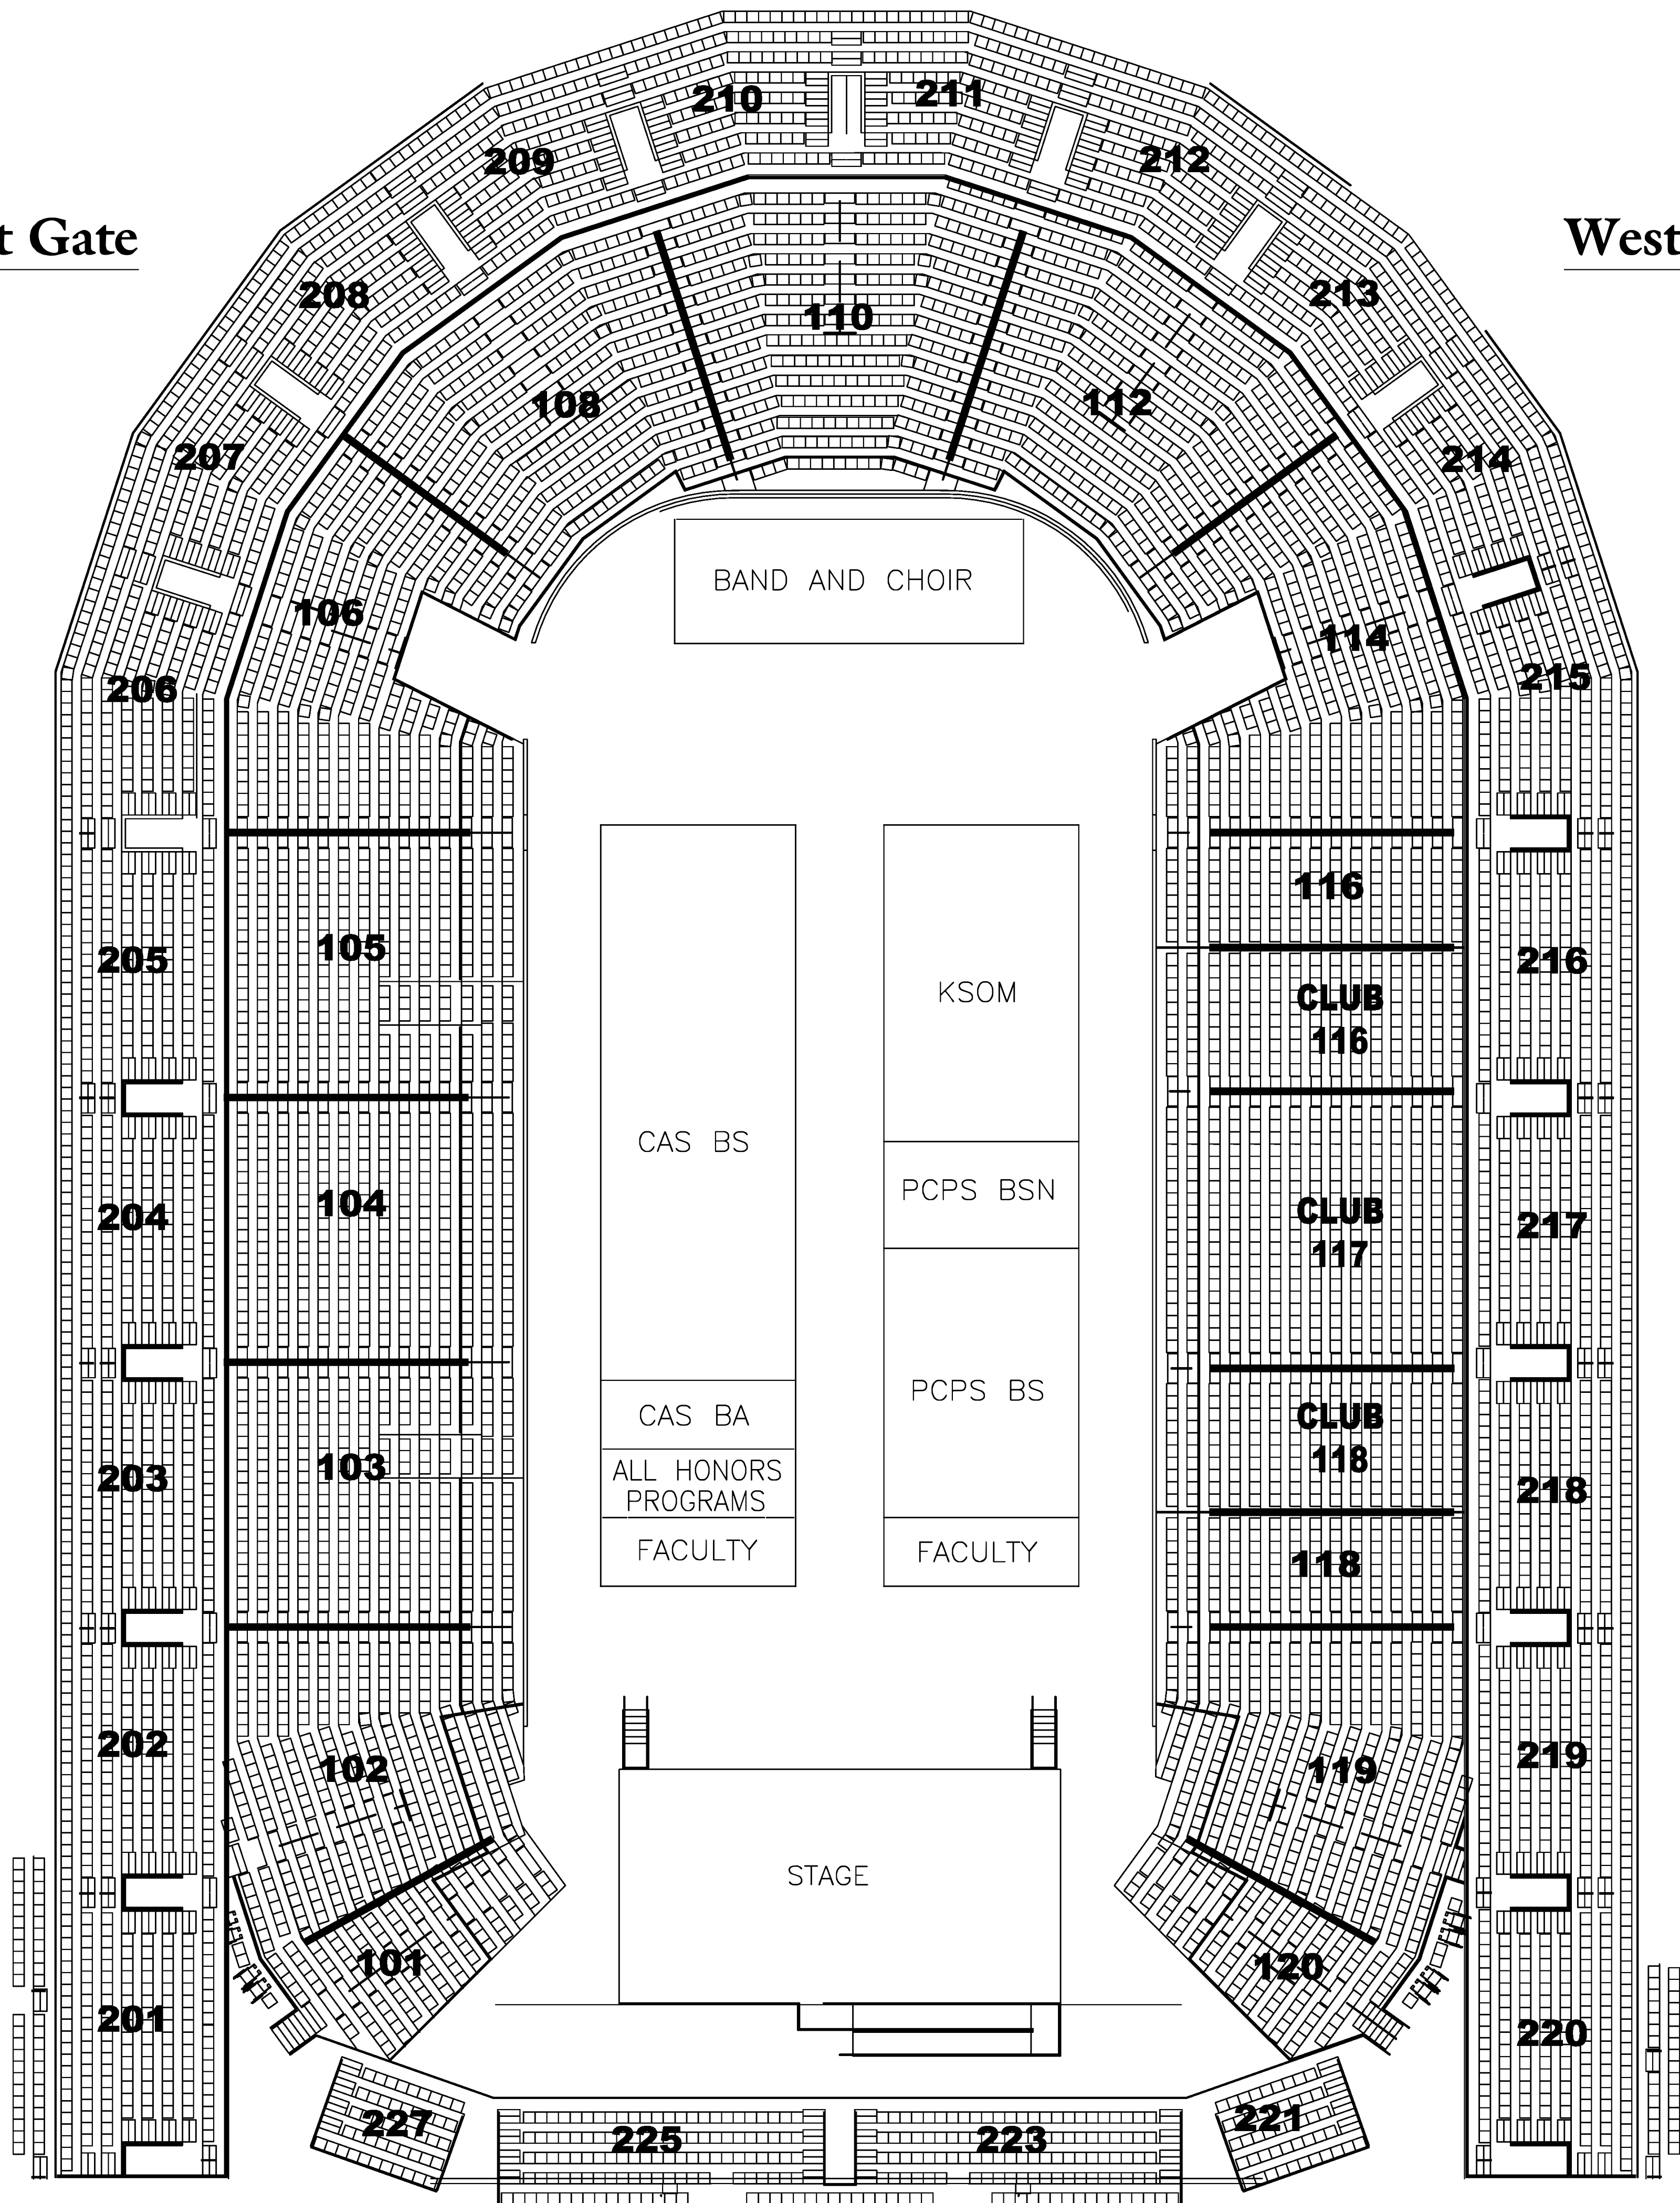 210
211
209
212
t Gate
West
208
213
110
108
112
207
214
BAND AND CHOIR
106
114
206
215
116
105
205
216
KSOM
CLUB
116
CAS BS
PCPS BSN
104
204
CLUB
117
217
PCPS BS
CAS BA
CLUB
118
103
203
ALL HONORS
PROGRAMS
218
FACULTY
FACULTY
118
202
102
119
219
STAGE
101
120
201
220
227
225
223
221